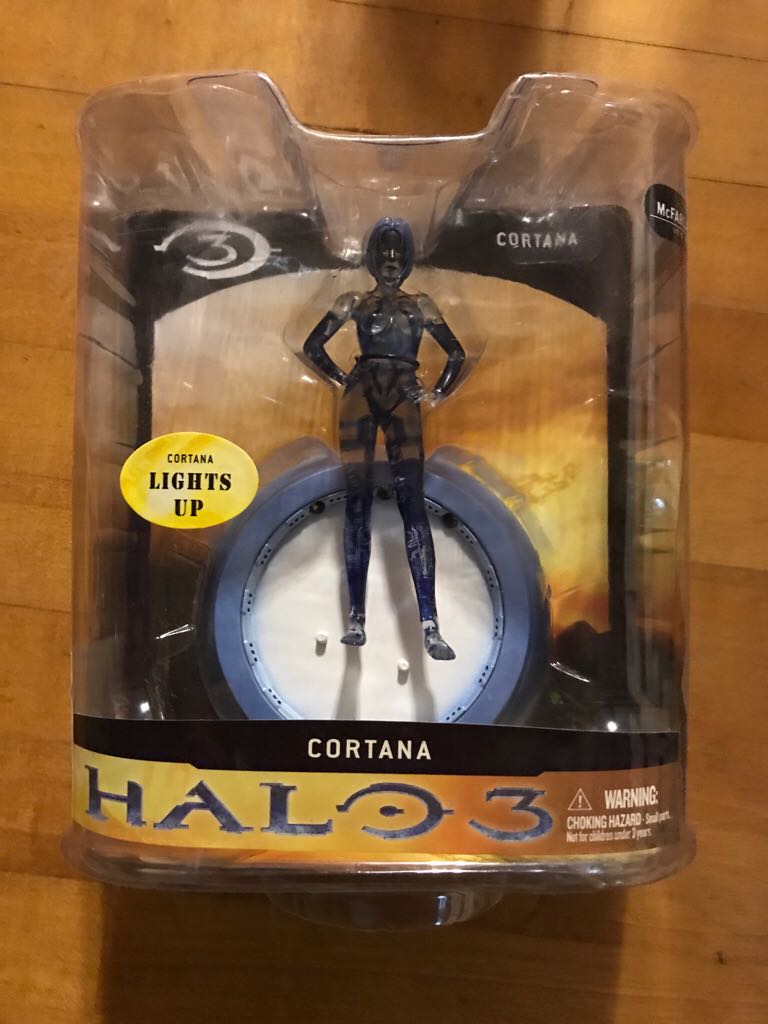 3
CORTANA
CORTANA
LIGHTS
UP
CORTANA
HALO 3
WARNING:
CHOKING HAZARD - Small parts.
Not for children under 3 years.